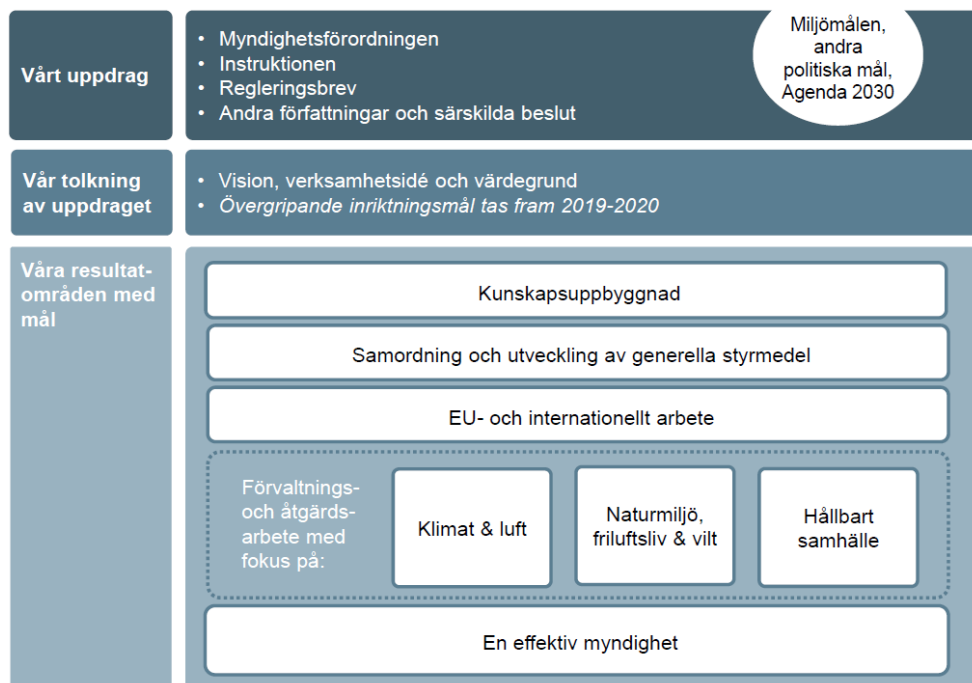 Vårt uppdrag
• Myndighetsförordningen
• Instruktionen
• Regleringsbrev
• Andra författningar och särskilda beslut
Miljömålen,
andra
politiska mål,
Agenda 2030
Vår tolkning
av uppdraget
• Vision, verksamhetsidé och värdegrund
• Övergripande inriktningsmål tas fram 2019-2020
Våra resultat-
områden med
mål
Kunskapsuppbyggnad
Samordning och utveckling av generella styrmedel
EU- och internationellt arbete
Förvaltnings-
och åtgärds-
arbete med
fokus på:
Klimat & luft
Naturmiljö,
friluftsliv & vilt
Hållbart
samhälle
En effektiv myndighet